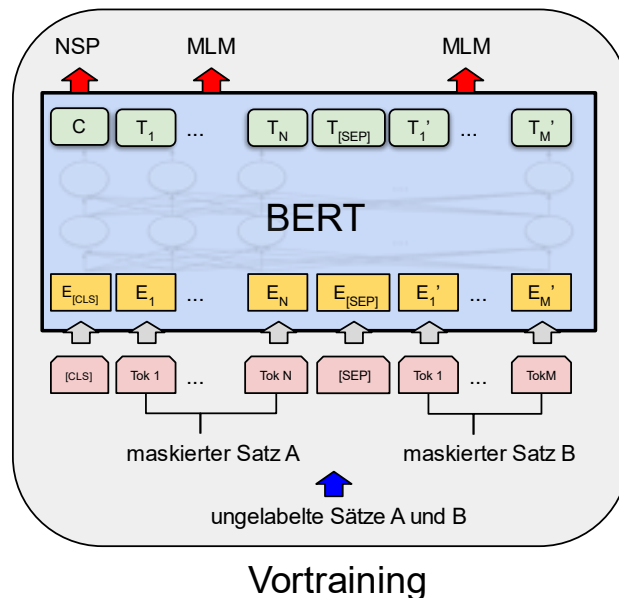 NSP MLM MLM
C T1 ... TN T[SEP] T1' ... TM'
BERT
E[CLS] E1 ... EN E[SEP] E1' ... EM'
[CLS] Tok 1 ... Tok N [SEP] Tok 1 ... TokM
maskierter Satz A maskierter Satz B
ungelabelte Sätze A und B
Vortraining